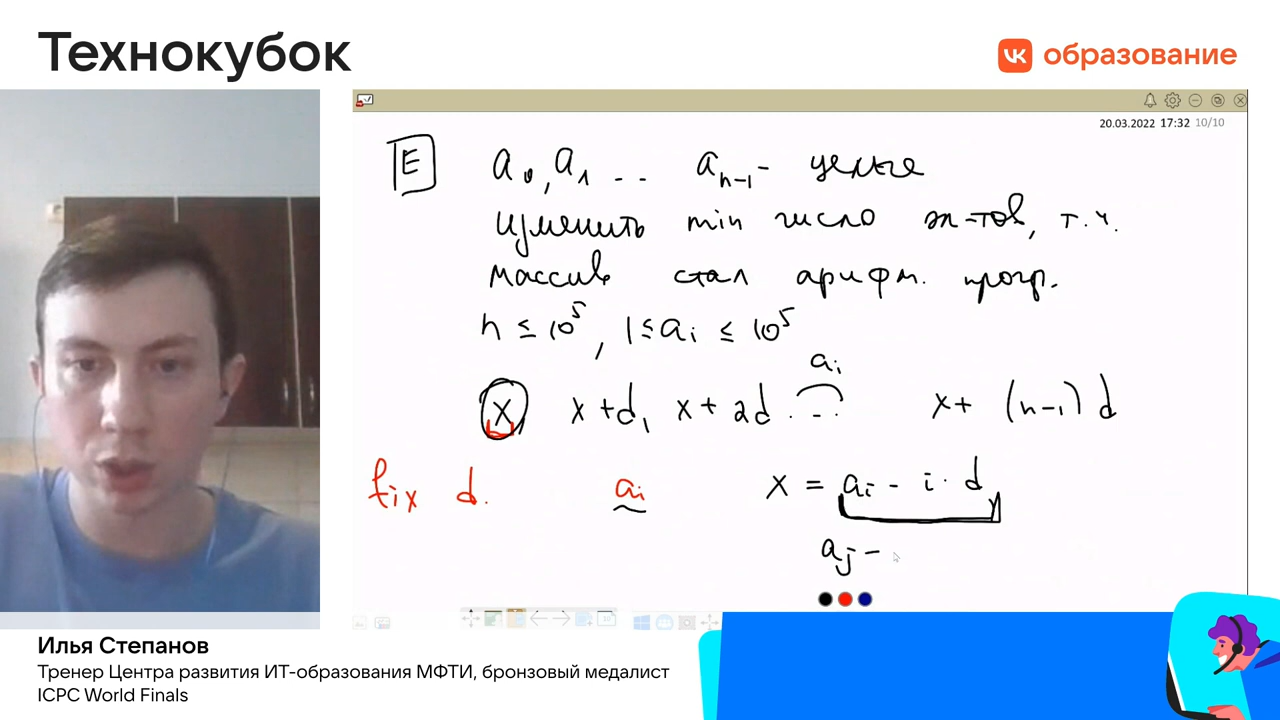 Технокубок
VK образование
20.03.2022 17:32 10/10
E a₀, a₁ .. aₙ₋₁ - целые
изменить min число эл-тов, т.ч.
массив стал арифм. прогр.
n ≤ 10⁵, 1 ≤ aᵢ ≤ 10⁵
aᵢ
x x+d, x+2d ... x+(n-1)d
fix d. aᵢ x = aᵢ - i·d
aⱼ -
Илья Степанов
Тренер Центра развития ИТ-образования МФТИ, бронзовый медалист
ICPC World Finals